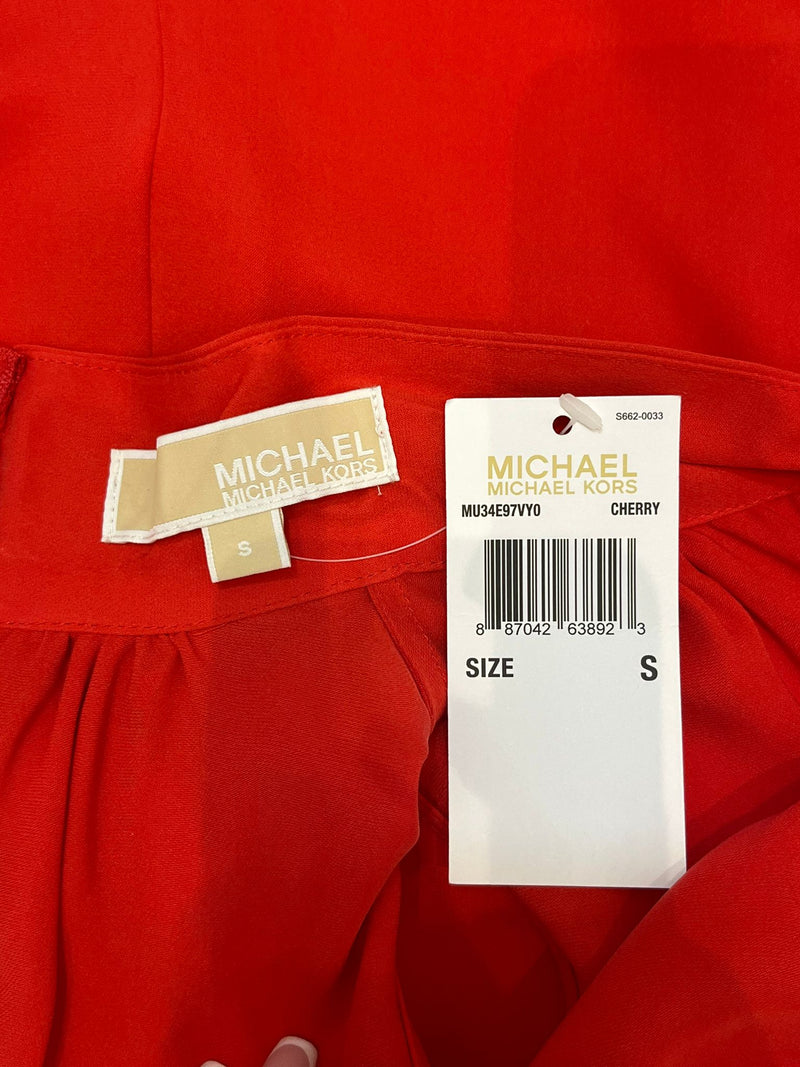 MICHAEL
MICHAEL KORS
S
S662-0033
MICHAEL
MICHAEL KORS
MU34E97VY0 CHERRY
8 87042 63892 3
SIZE S